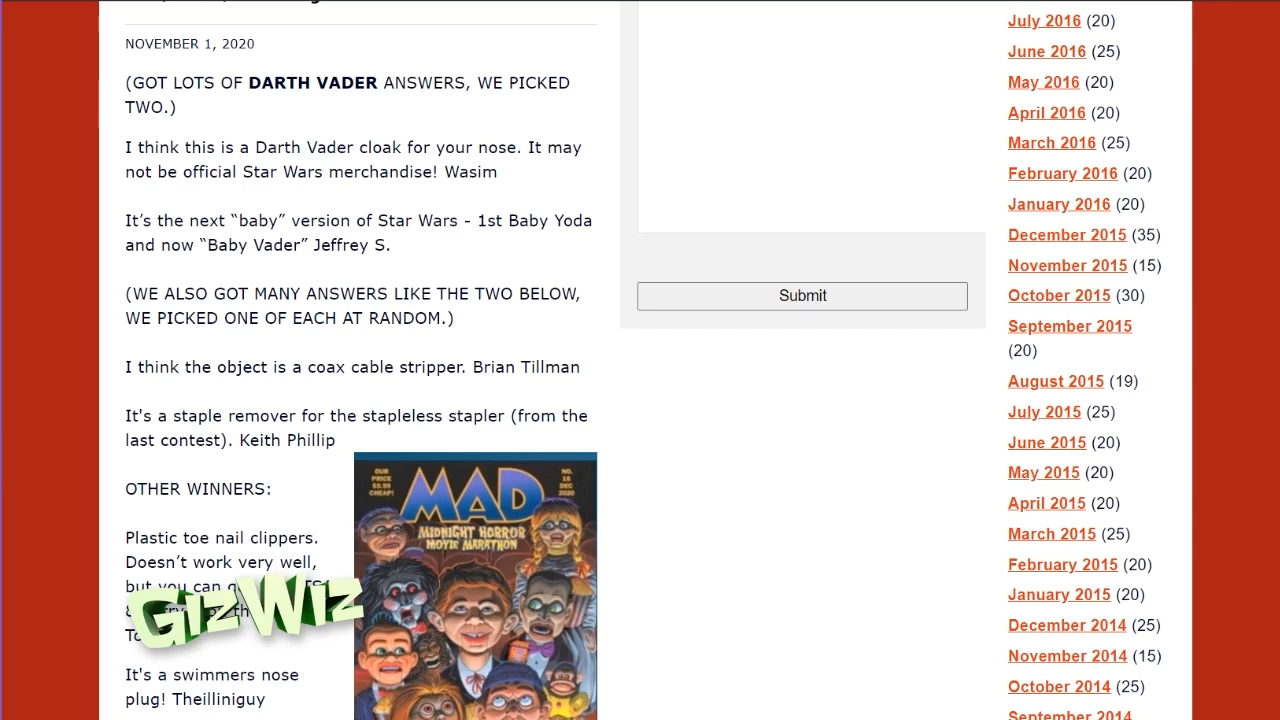 NOVEMBER 1, 2020
(GOT LOTS OF DARTH VADER ANSWERS, WE PICKED
TWO.)
I think this is a Darth Vader cloak for your nose. It may
not be official Star Wars merchandise! Wasim
It’s the next “baby” version of Star Wars - 1st Baby Yoda
and now “Baby Vader” Jeffrey S.
(WE ALSO GOT MANY ANSWERS LIKE THE TWO BELOW,
WE PICKED ONE OF EACH AT RANDOM.)
I think the object is a coax cable stripper. Brian Tillman
It's a staple remover for the stapleless stapler (from the
last contest). Keith Phillip
OTHER WINNERS:
Plastic toe nail clippers.
Doesn’t work very well,
but you can
GizWiz
It's a swimmers nose
plug! Theilliniguy
OUR
PRICE
$5.99
CHEAP!
MAD
NO.
16
DEC
2020
MIDNIGHT HORROR
MOVIE MARATHON
Submit
July 2016 (20)
June 2016 (25)
May 2016 (20)
April 2016 (20)
March 2016 (25)
February 2016 (20)
January 2016 (20)
December 2015 (35)
November 2015 (15)
October 2015 (30)
September 2015
(20)
August 2015 (19)
July 2015 (25)
June 2015 (20)
May 2015 (20)
April 2015 (20)
March 2015 (25)
February 2015 (20)
January 2015 (20)
December 2014 (25)
November 2014 (15)
October 2014 (25)
September 2014